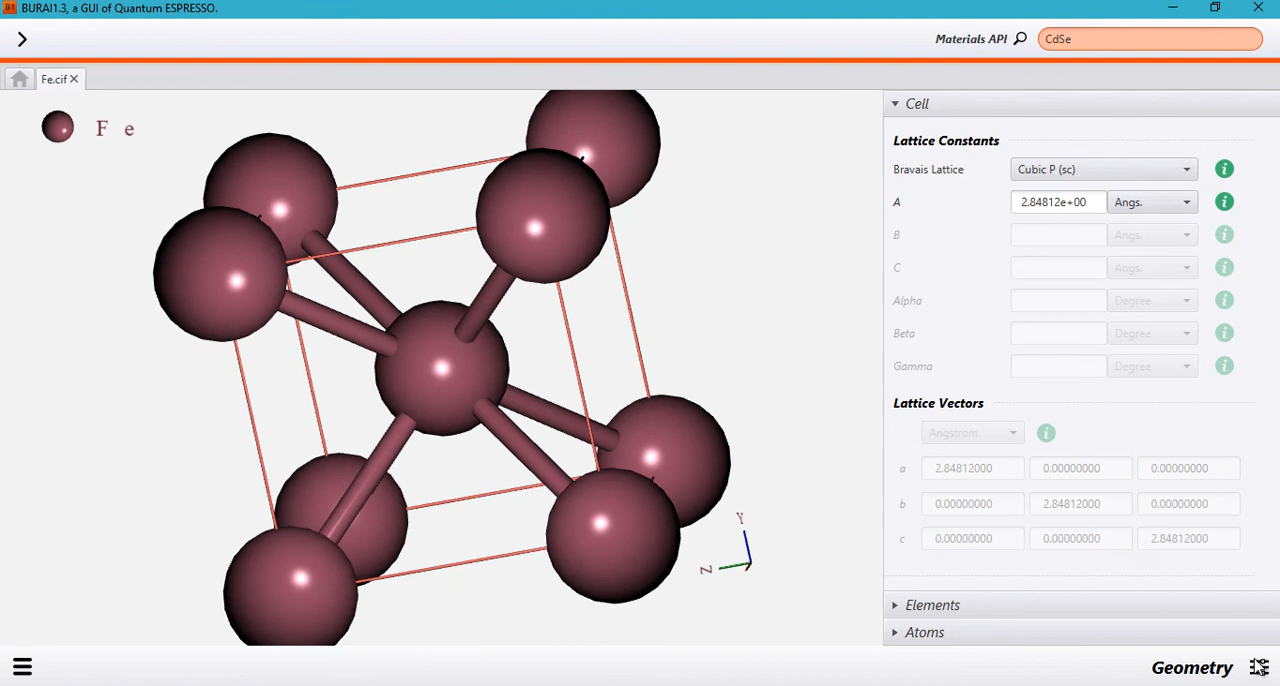 B1 BURAI1.3, a GUI of Quantum ESPRESSO.
Materials API CdSe
Fe.cif
F e
Cell
Lattice Constants
Bravais Lattice Cubic P (sc) i
A 2.84812e+00 Angs. i
B Angs. i
C Angs. i
Alpha Degree i
Beta Degree i
Gamma Degree i
Lattice Vectors
Angstrom i
a 2.84812000 0.00000000 0.00000000
b 0.00000000 2.84812000 0.00000000
c 0.00000000 0.00000000 2.84812000
Y
Z
Elements
Atoms
Geometry